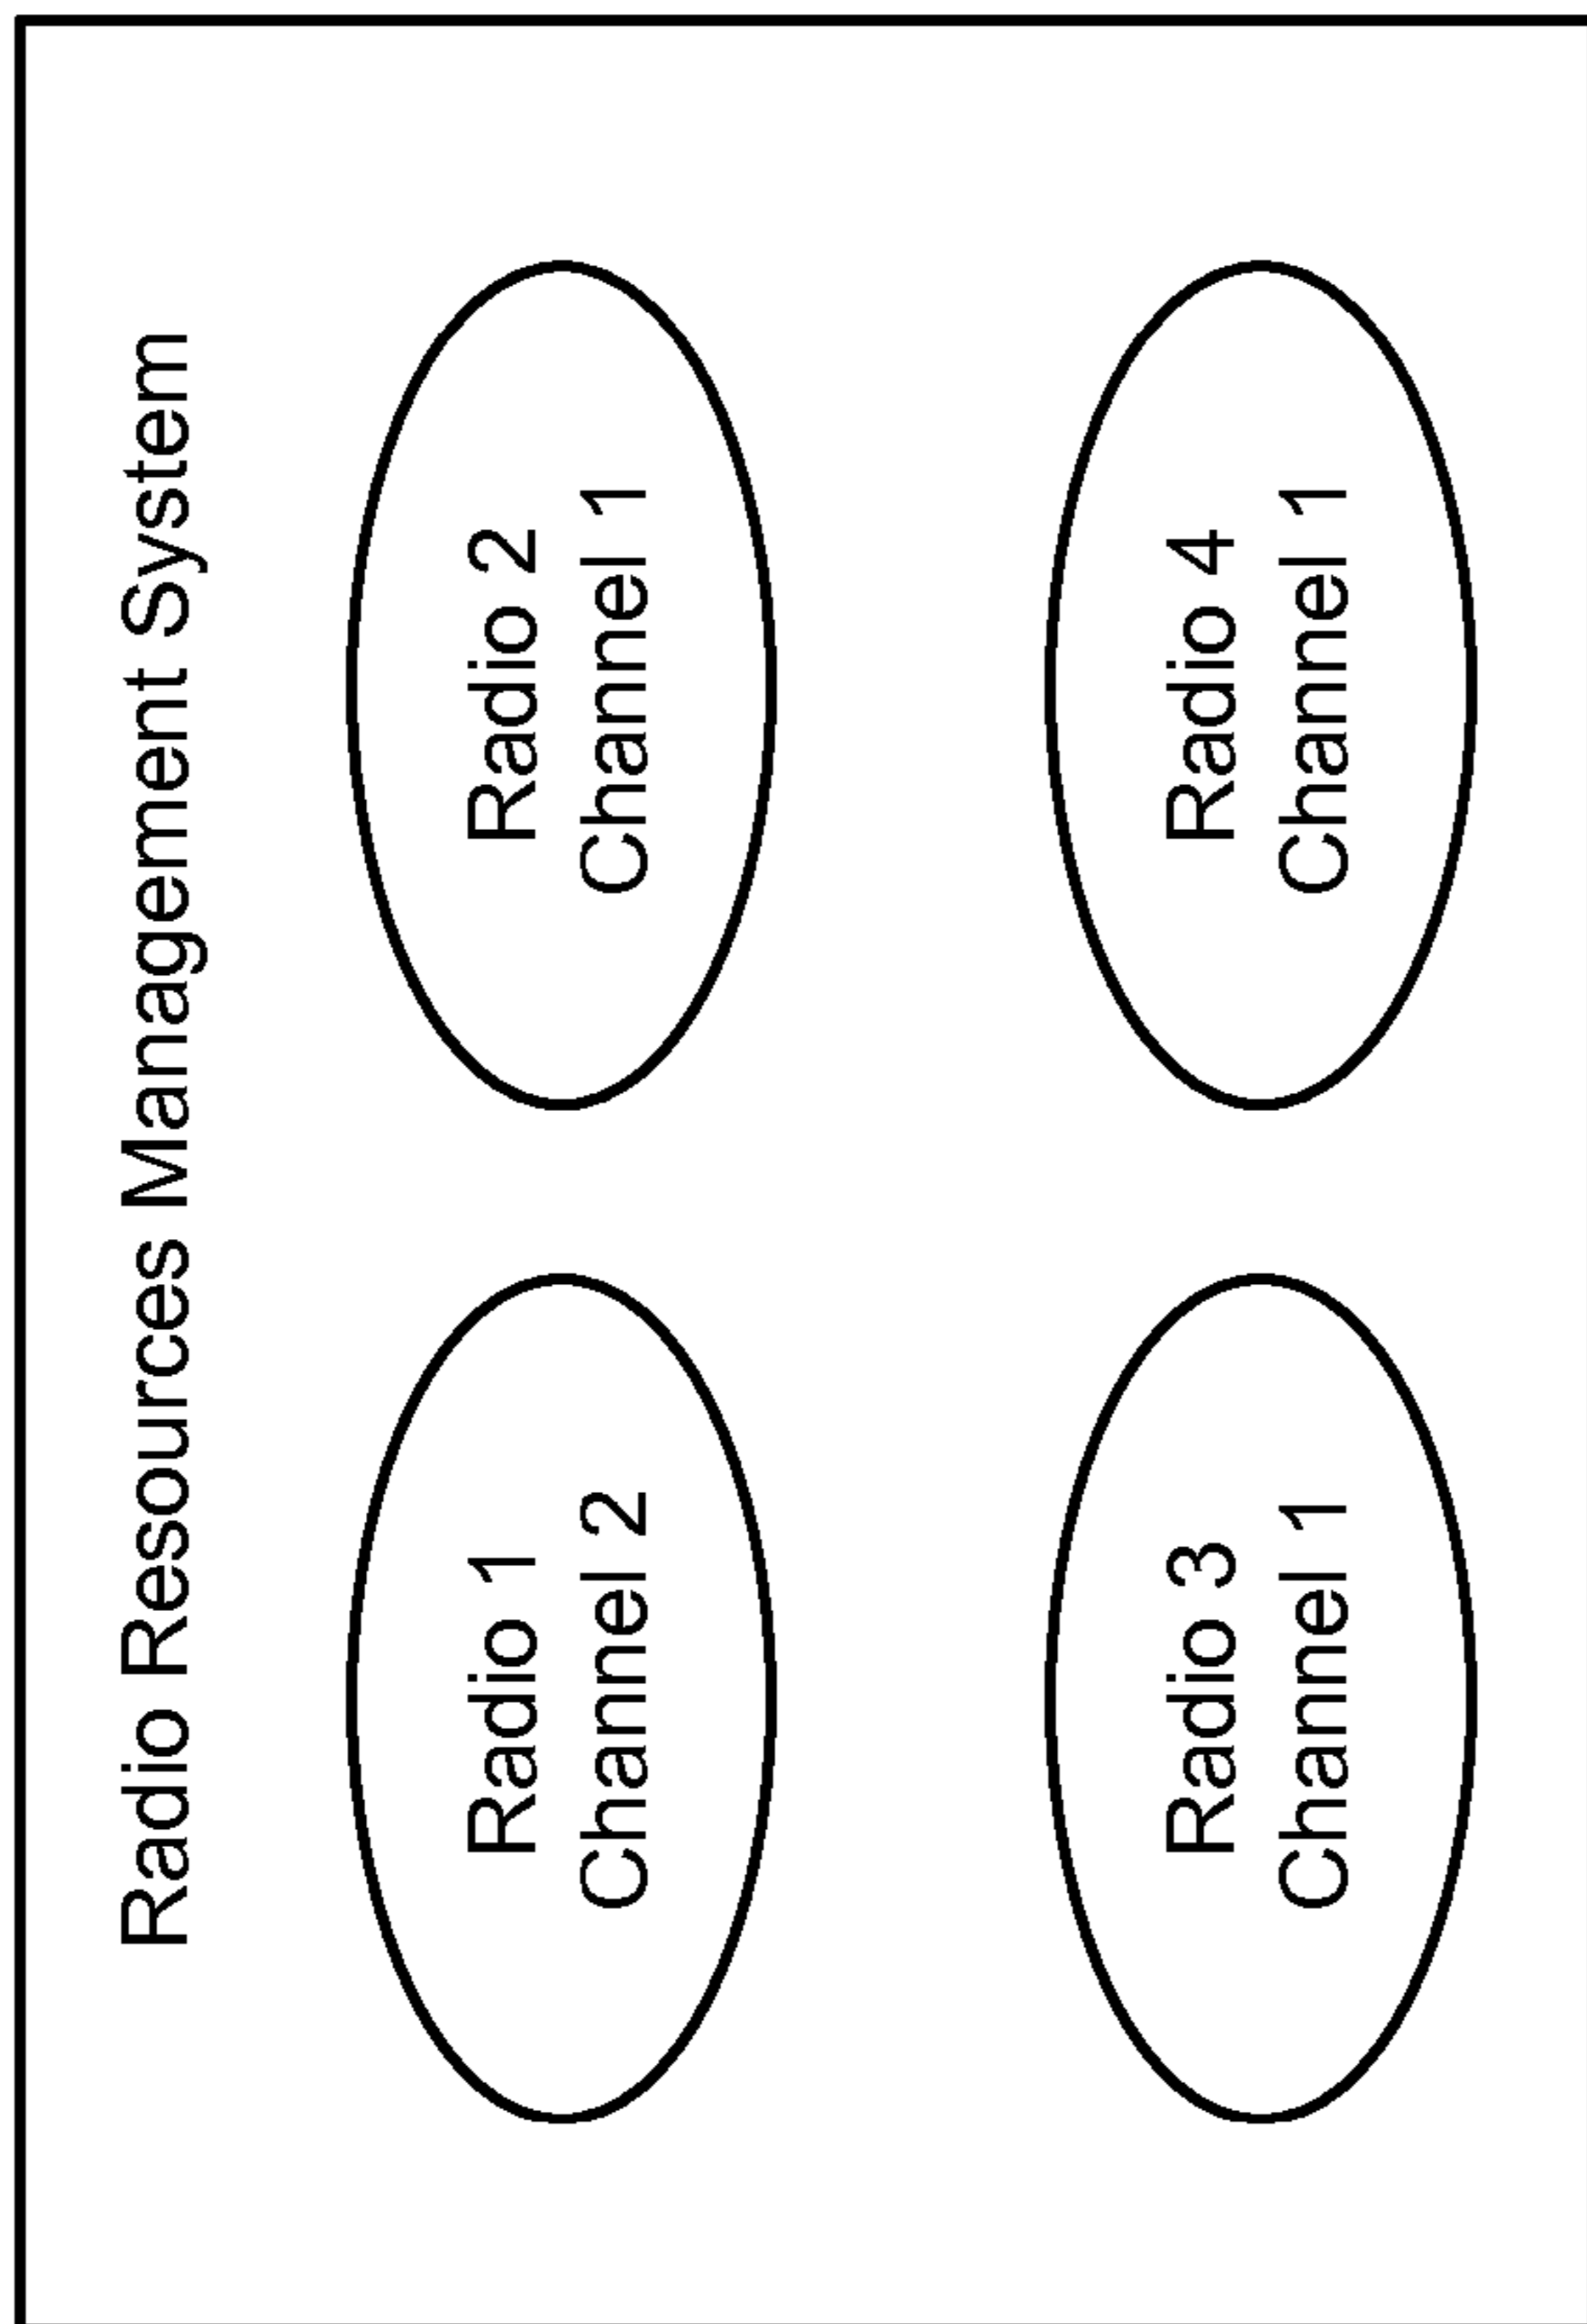 Radio Resources Management System
Radio 1
Channel 2
Radio 2
Channel 1
Radio 3
Channel 1
Radio 4
Channel 1